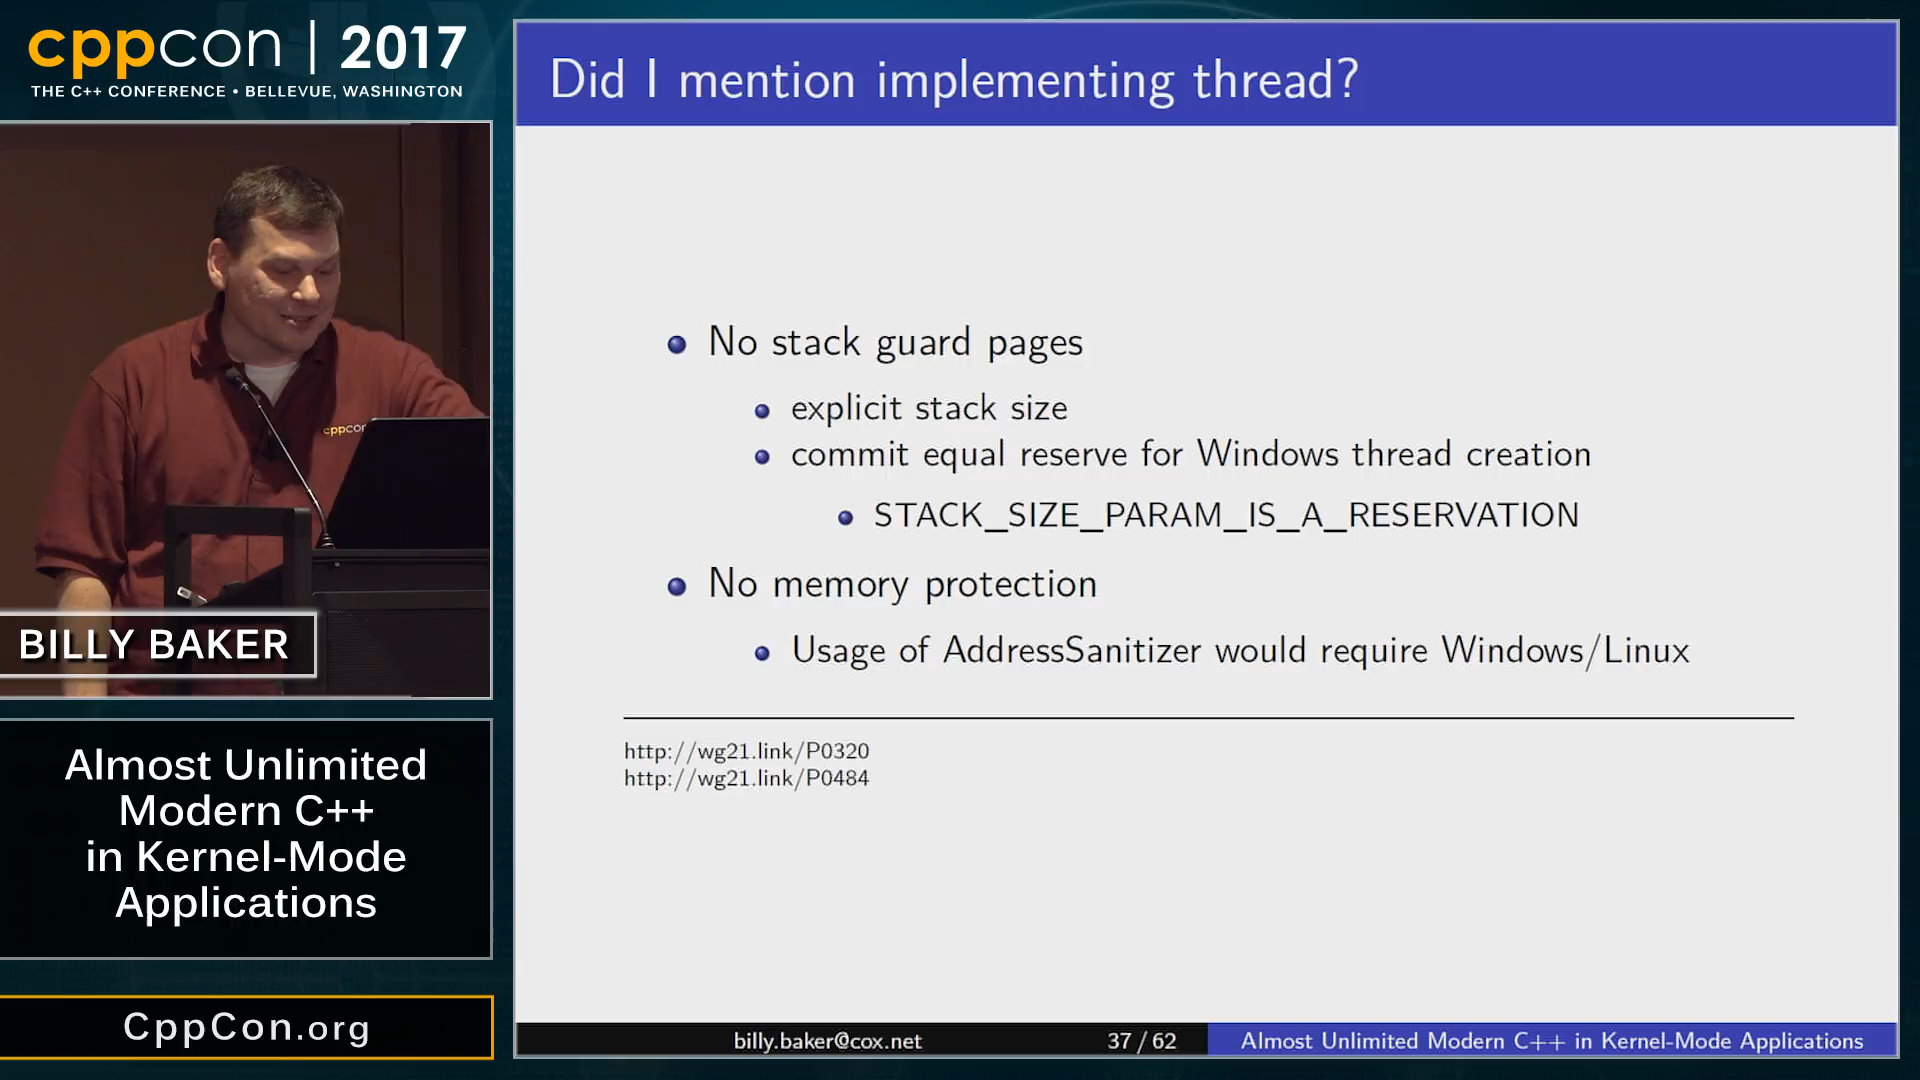 cppcon | 2017
THE C++ CONFERENCE • BELLEVUE, WASHINGTON
cppcon
BILLY BAKER
Almost Unlimited
Modern C++
in Kernel-Mode
Applications
CppCon.org
Did I mention implementing thread?
No stack guard pages
explicit stack size
commit equal reserve for Windows thread creation
STACK_SIZE_PARAM_IS_A_RESERVATION
No memory protection
Usage of AddressSanitizer would require Windows/Linux
http://wg21.link/P0320
http://wg21.link/P0484
billy.baker@cox.net
37 / 62
Almost Unlimited Modern C++ in Kernel-Mode Applications